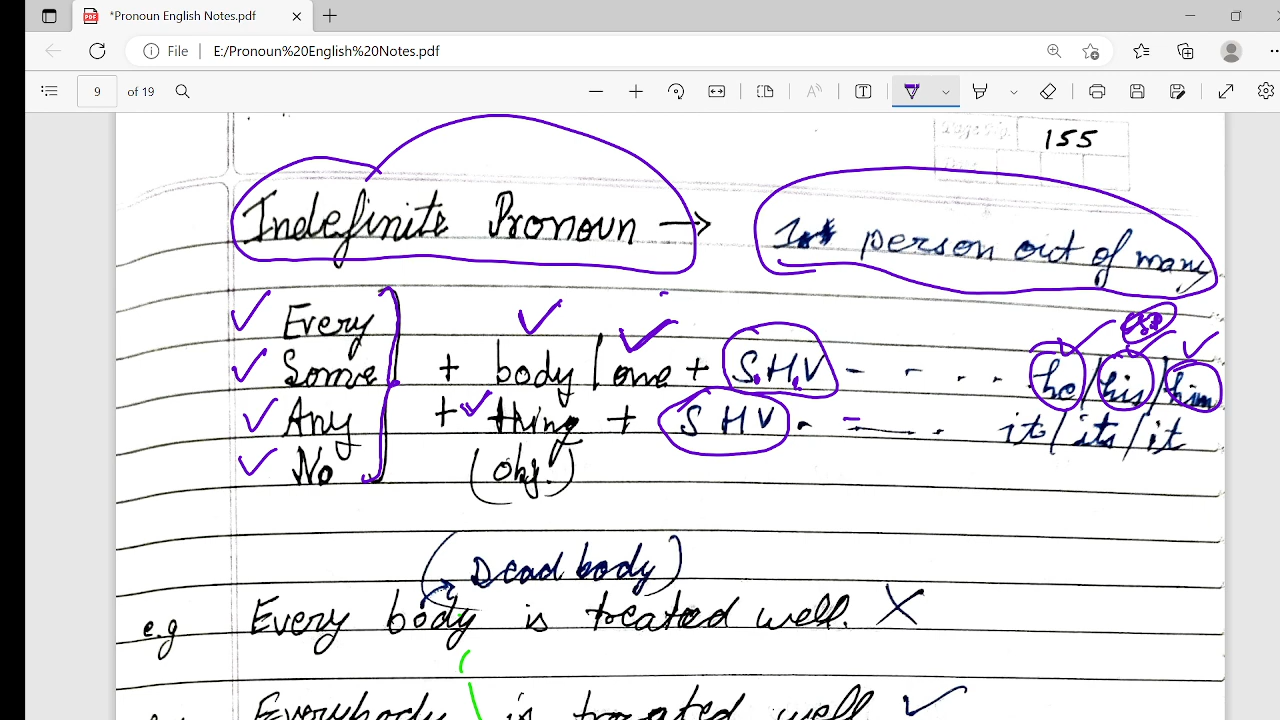 *Pronoun English Notes.pdf
File E:/Pronoun%20English%20Notes.pdf
9 of 19
155
Indefinite Pronoun → person out of many
Every
Some + body / one + S.H.V - - . . . he/his/him
Any + thing + S H V . - . it/its/it
No (obj.)
(Dead body)
e.g Every body is treated well. X
Everybody is treated well ✓